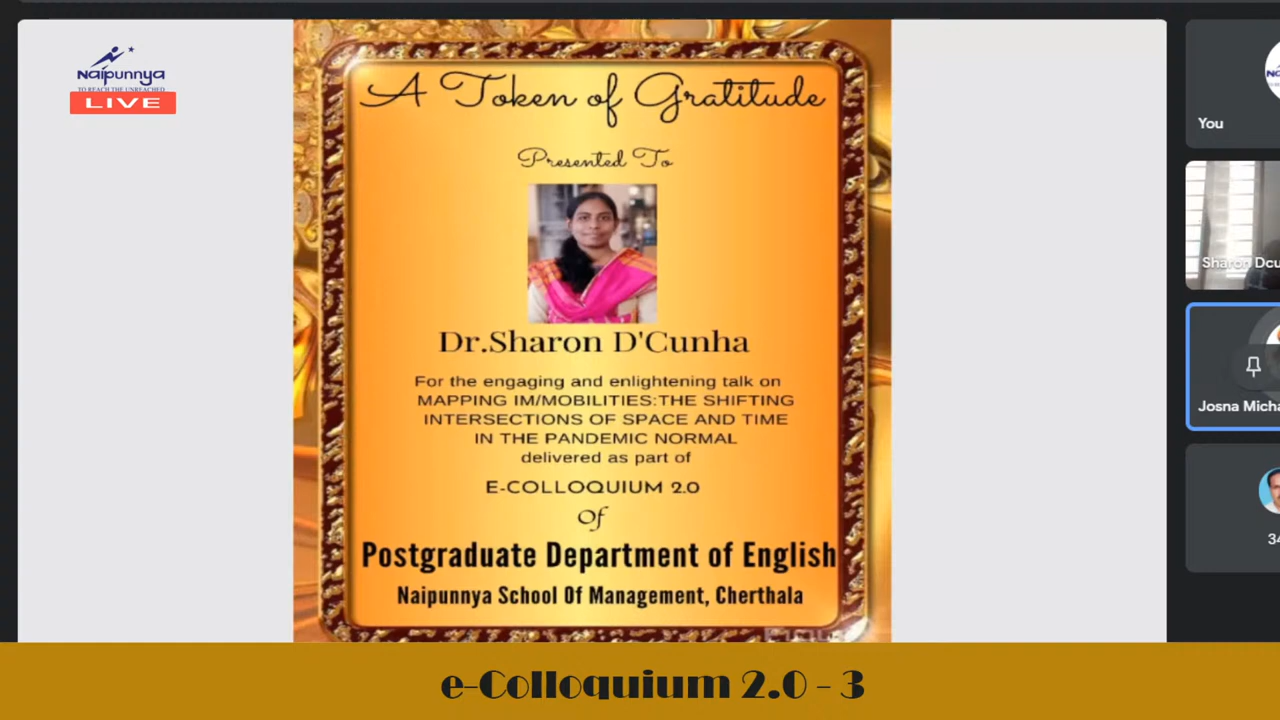 Naipunnya
TO REACH THE UNREACHED
LIVE
A Token of Gratitude
Presented To
Dr.Sharon D'Cunha
For the engaging and enlightening talk on
MAPPING IM/MOBILITIES:THE SHIFTING
INTERSECTIONS OF SPACE AND TIME
IN THE PANDEMIC NORMAL
delivered as part of
E-COLLOQUIUM 2.0
Of
Postgraduate Department of English
Naipunnya School Of Management, Cherthala
You
Sharon Dcu
Josna Micha
34
e-Colloquium 2.0 - 3